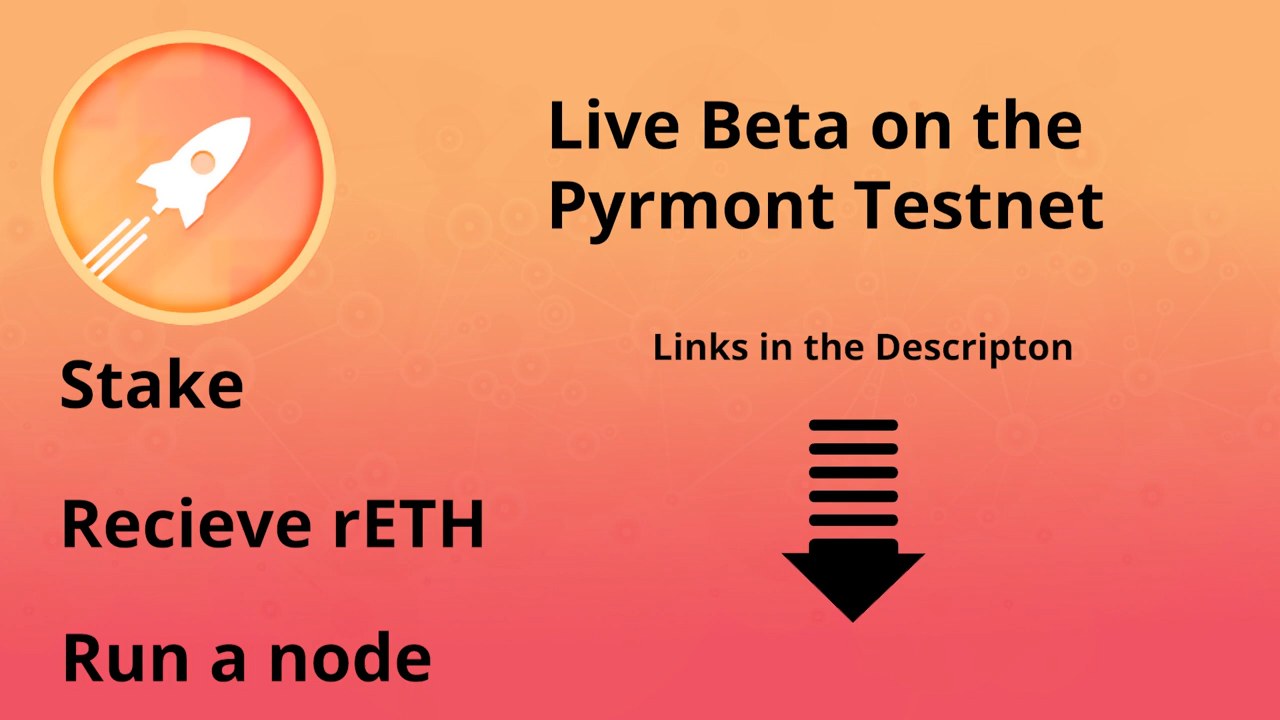 Live Beta on the
Pyrmont Testnet
Links in the Descripton
Stake
Recieve rETH
Run a node